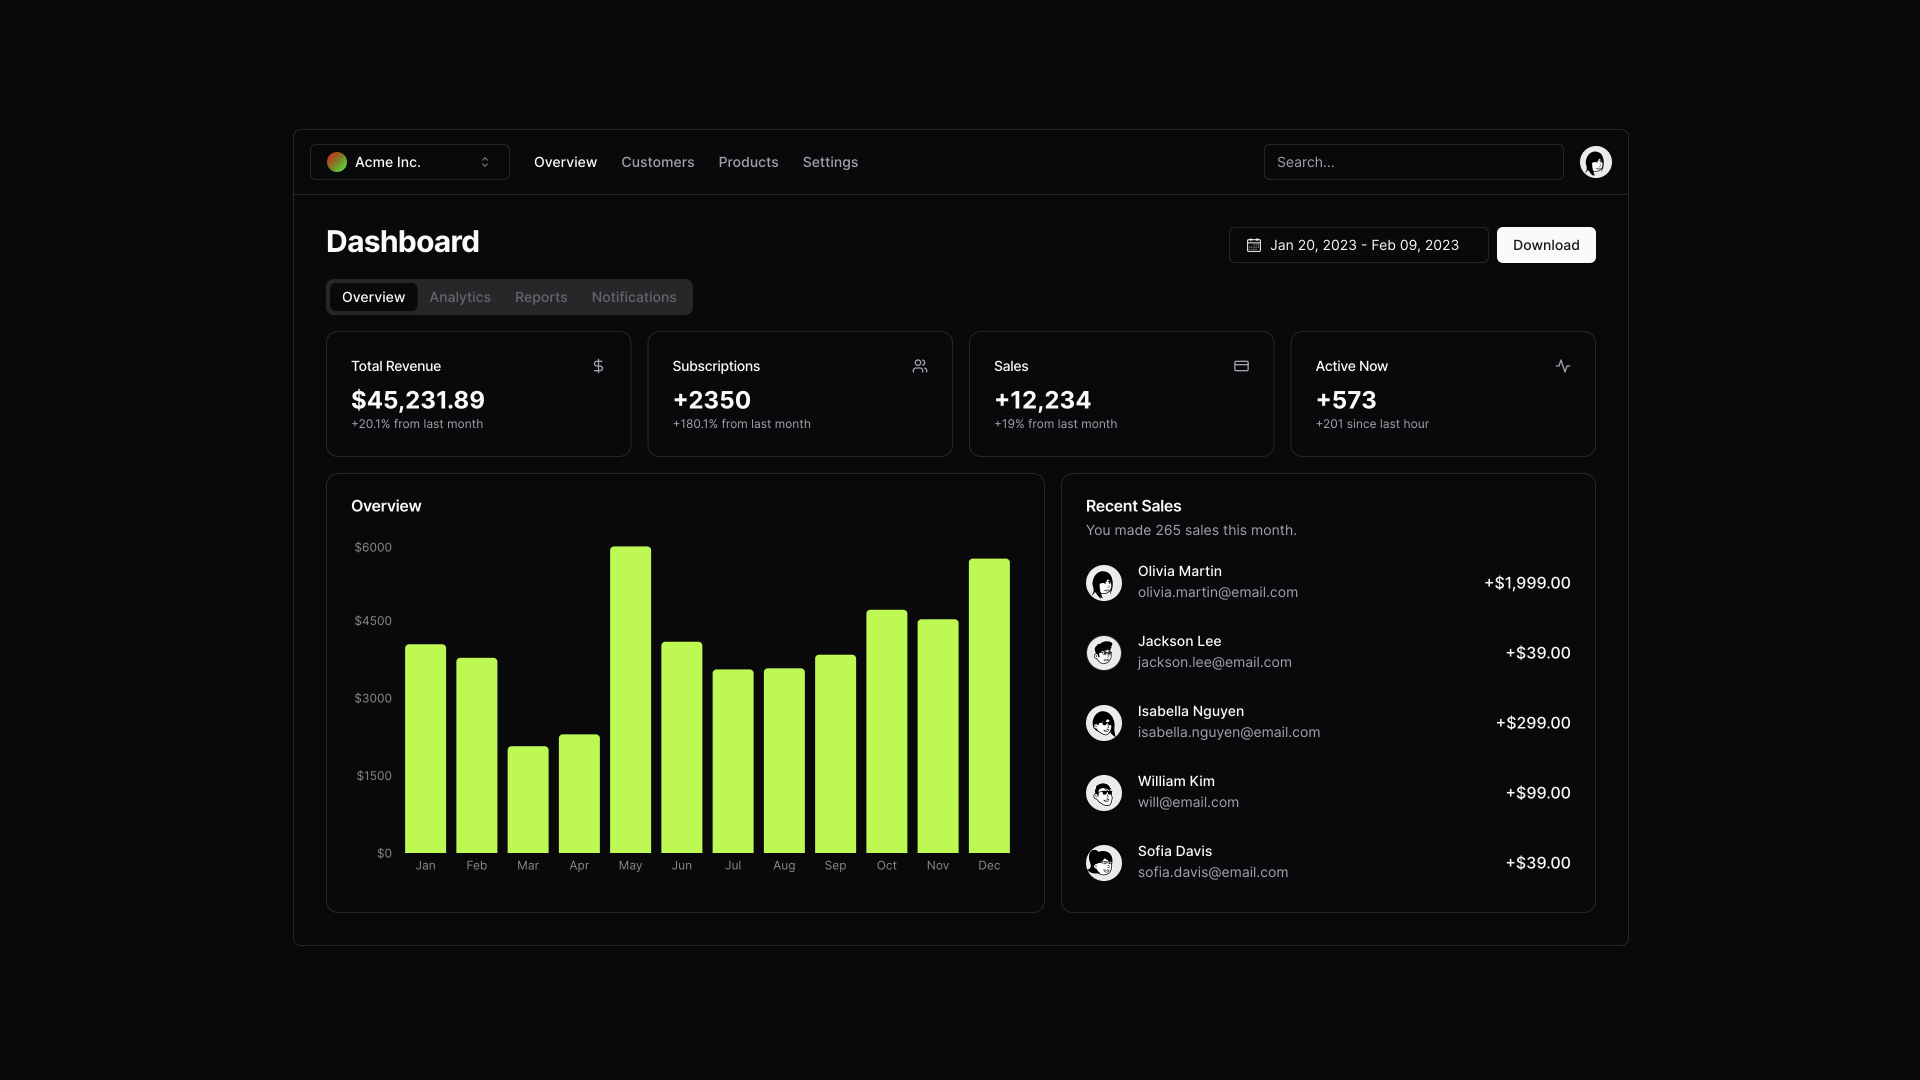 Acme Inc.
Overview
Customers
Products
Settings
Search...
Dashboard
Jan 20, 2023 - Feb 09, 2023
Download
Overview
Analytics
Reports
Notifications
Total Revenue
$45,231.89
+20.1% from last month
Subscriptions
+2350
+180.1% from last month
Sales
+12,234
+19% from last month
Active Now
+573
+201 since last hour
Overview
$6000
$4500
$3000
$1500
$0
Jan
Feb
Mar
Apr
May
Jun
Jul
Aug
Sep
Oct
Nov
Dec
Recent Sales
You made 265 sales this month.
Olivia Martin
olivia.martin@email.com
+$1,999.00
Jackson Lee
jackson.lee@email.com
+$39.00
Isabella Nguyen
isabella.nguyen@email.com
+$299.00
William Kim
will@email.com
+$99.00
Sofia Davis
sofia.davis@email.com
+$39.00